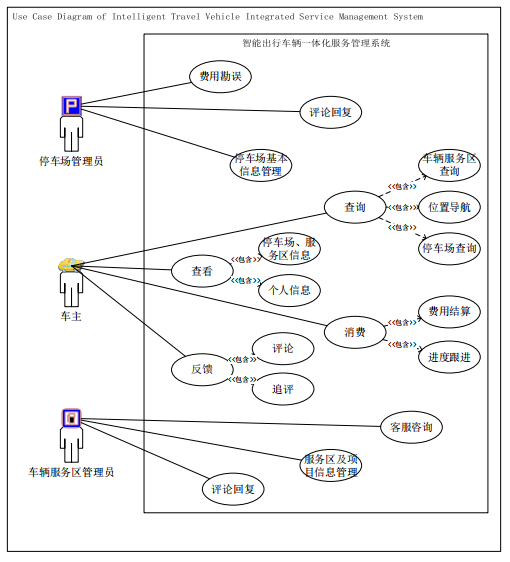 Use Case Diagram of Intelligent Travel Vehicle Integrated Service Management System
智能出行车辆一体化服务管理系统
费用勘误
P
评论回复
停车场管理员
停车场基本
信息管理
车辆服务区
查询
<<包含>>
查询
<<包含>>
位置导航
<<包含>>
停车场查询
停车场、服
务区信息
<<包含>>
查看
<<包含>>
个人信息
车主
费用结算
<<包含>>
消费
<<包含>>
进度跟进
评论
<<包含>>
反馈
<<包含>>
追评
客服咨询
车辆服务区管理员
服务区及项
目信息管理
评论回复